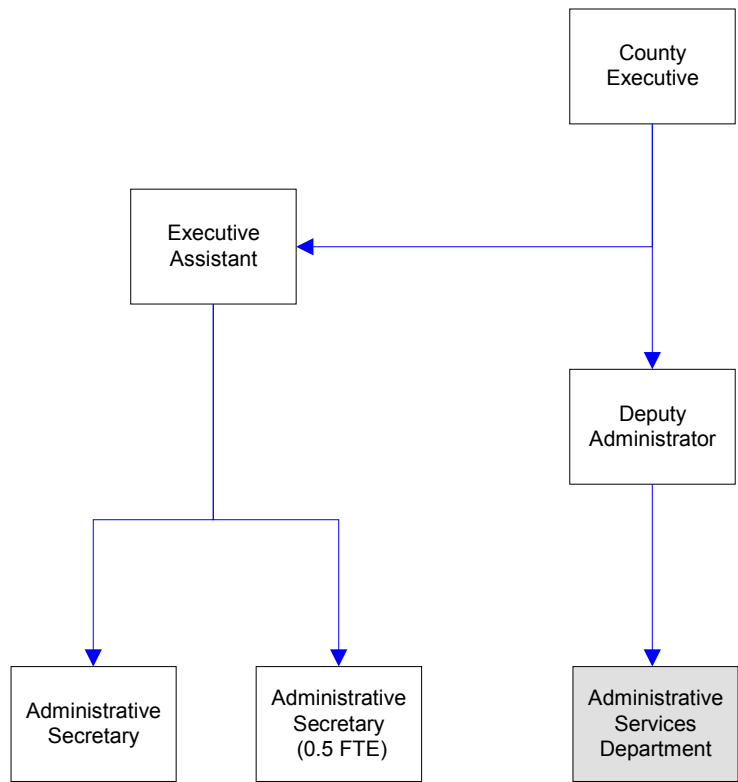 County
Executive
Executive
Assistant
Deputy
Administrator
Administrative
Secretary
Administrative
Secretary
(0.5 FTE)
Administrative
Services
Department